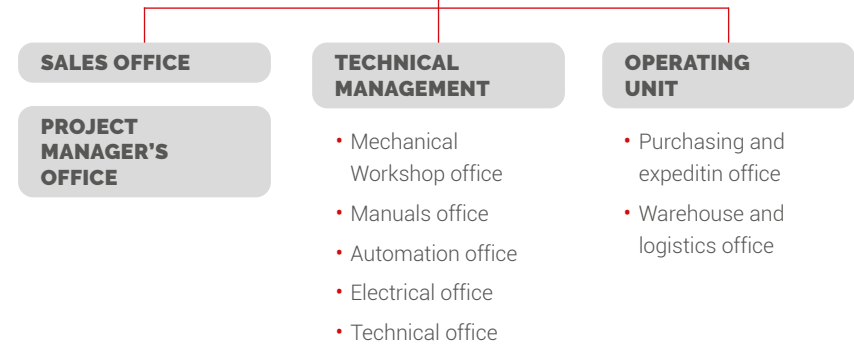 SALES OFFICE
PROJECT
MANAGER'S
OFFICE
TECHNICAL
MANAGEMENT
• Mechanical
Workshop office
• Manuals office
• Automation office
• Electrical office
• Technical office
OPERATING
UNIT
• Purchasing and
expeditin office
• Warehouse and
logistics office